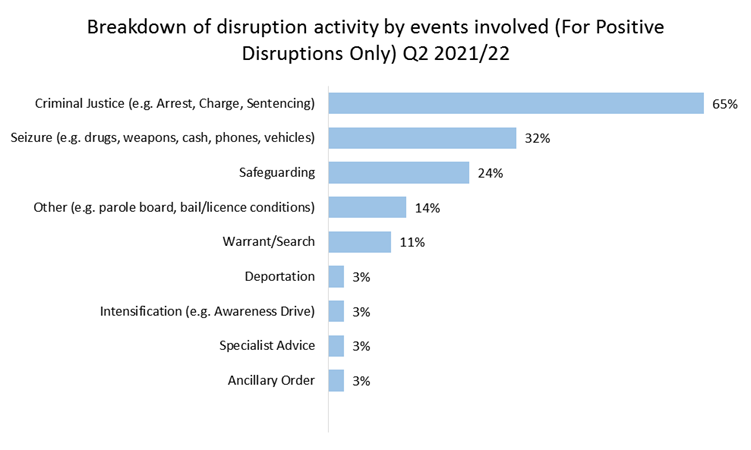 Breakdown of disruption activity by events involved (For Positive
Disruptions Only) Q2 2021/22
Criminal Justice (e.g. Arrest, Charge, Sentencing) 65%
Seizure (e.g. drugs, weapons, cash, phones, vehicles) 32%
Safeguarding 24%
Other (e.g. parole board, bail/licence conditions) 14%
Warrant/Search 11%
Deportation 3%
Intensification (e.g. Awareness Drive) 3%
Specialist Advice 3%
Ancillary Order 3%